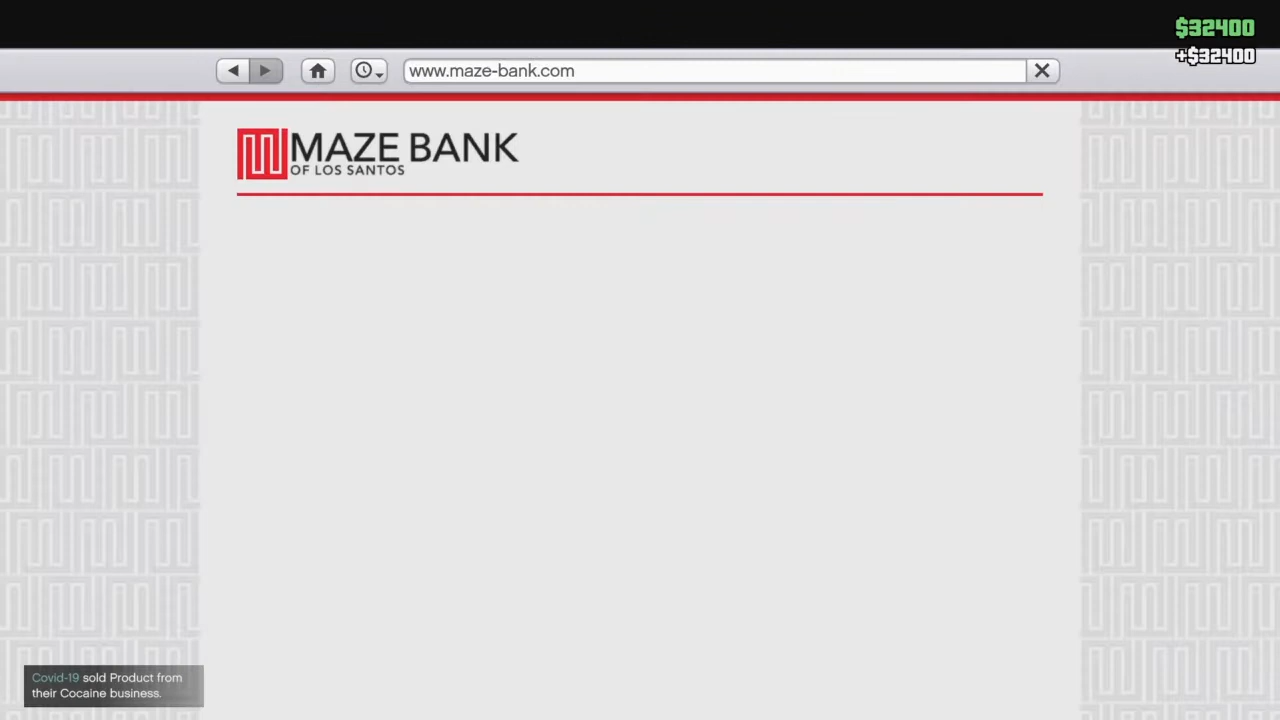 $32400
+$32400
www.maze-bank.com
MAZE BANK
OF LOS SANTOS
Covid-19 sold Product from
their Cocaine business.